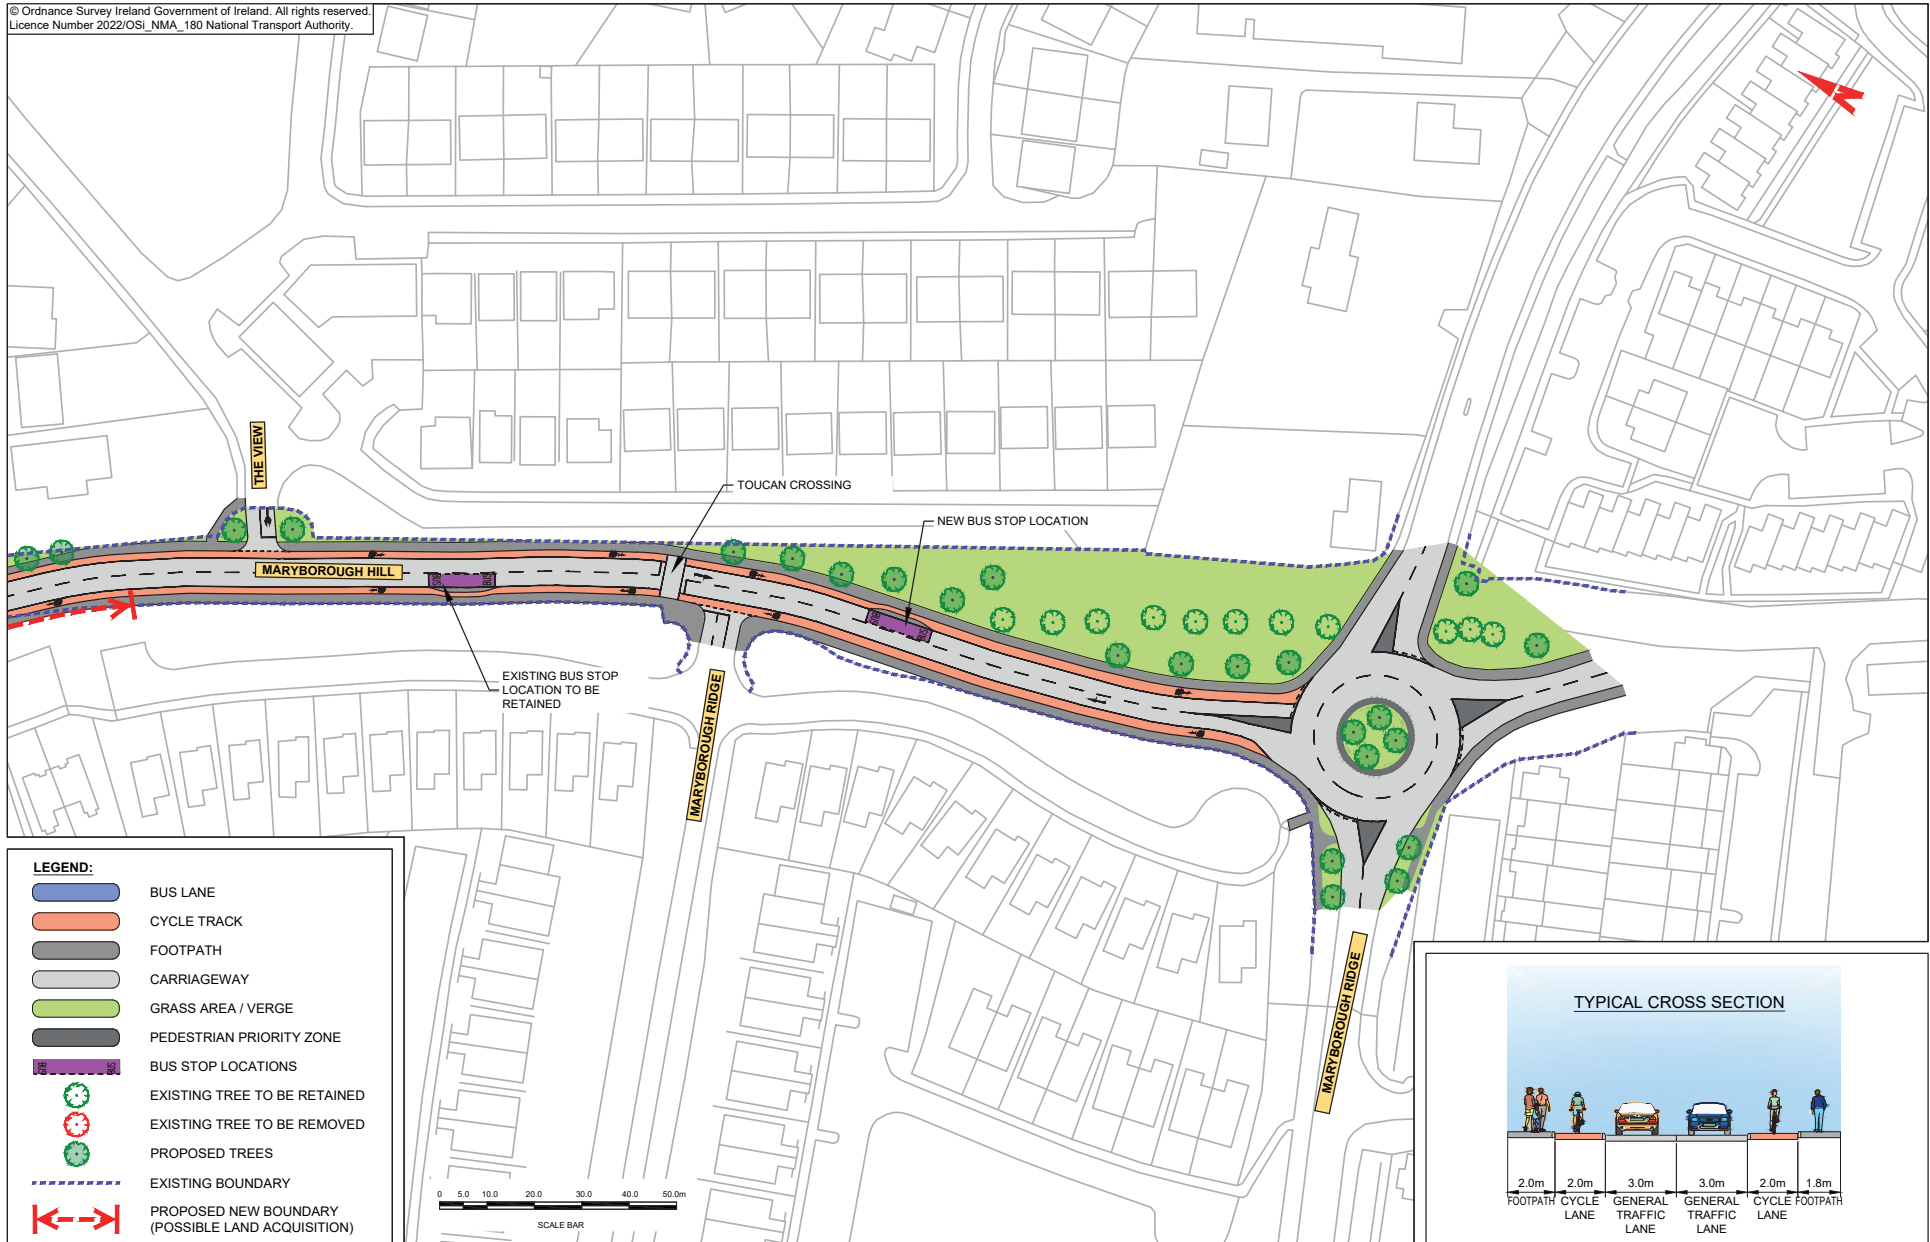 © Ordnance Survey Ireland Government of Ireland. All rights reserved.
Licence Number 2022/OSi_NMA_180 National Transport Authority.
N
THE VIEW
TOUCAN CROSSING
NEW BUS STOP LOCATION
MARYBOROUGH HILL
BUS
BUS
BUS
BUS
EXISTING BUS STOP
LOCATION TO BE
RETAINED
MARYBOROUGH RIDGE
MARYBOROUGH RIDGE
LEGEND:
BUS LANE
CYCLE TRACK
FOOTPATH
CARRIAGEWAY
GRASS AREA / VERGE
PEDESTRIAN PRIORITY ZONE
BUS BUS
BUS STOP LOCATIONS
EXISTING TREE TO BE RETAINED
EXISTING TREE TO BE REMOVED
PROPOSED TREES
EXISTING BOUNDARY
PROPOSED NEW BOUNDARY
(POSSIBLE LAND ACQUISITION)
0 5.0 10.0 20.0 30.0 40.0 50.0m
SCALE BAR
TYPICAL CROSS SECTION
2.0m 2.0m 3.0m 3.0m 2.0m 1.8m
FOOTPATH CYCLE GENERAL GENERAL CYCLE FOOTPATH
LANE TRAFFIC TRAFFIC LANE
LANE LANE